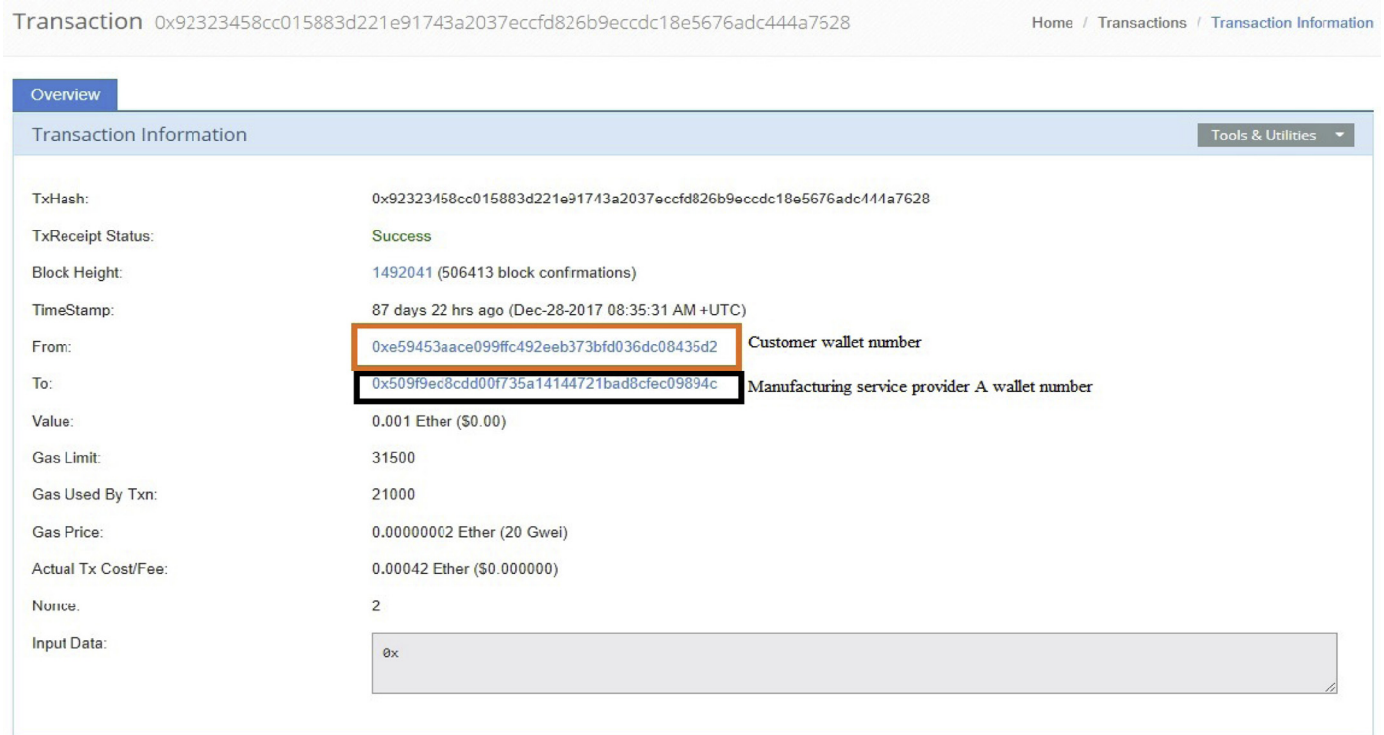 Transaction 0x92323458cc015883d221e91743a2037eccfd826b9eccdc18e5676adc444a7628
Home / Transactions / Transaction Information
Overview
Transaction Information
Tools & Utilities
TxHash: 0x92323458cc015883d221e91743a2037eccfd826b9eccdc18e5676adc444a7628
TxReceipt Status: Success
Block Height: 1492041 (506413 block confirmations)
TimeStamp: 87 days 22 hrs ago (Dec-28-2017 08:35:31 AM +UTC)
From: 0xe59453aace099ffc492eeb373bfd036dc08435d2 Customer wallet number
To: 0x509f9ec8cdd00f735a14144721bad8cfec09894c Manufacturing service provider A wallet number
Value: 0.001 Ether ($0.00)
Gas Limit: 31500
Gas Used By Txn: 21000
Gas Price: 0.00000002 Ether (20 Gwei)
Actual Tx Cost/Fee: 0.00042 Ether ($0.000000)
Nonce: 2
Input Data:
0x